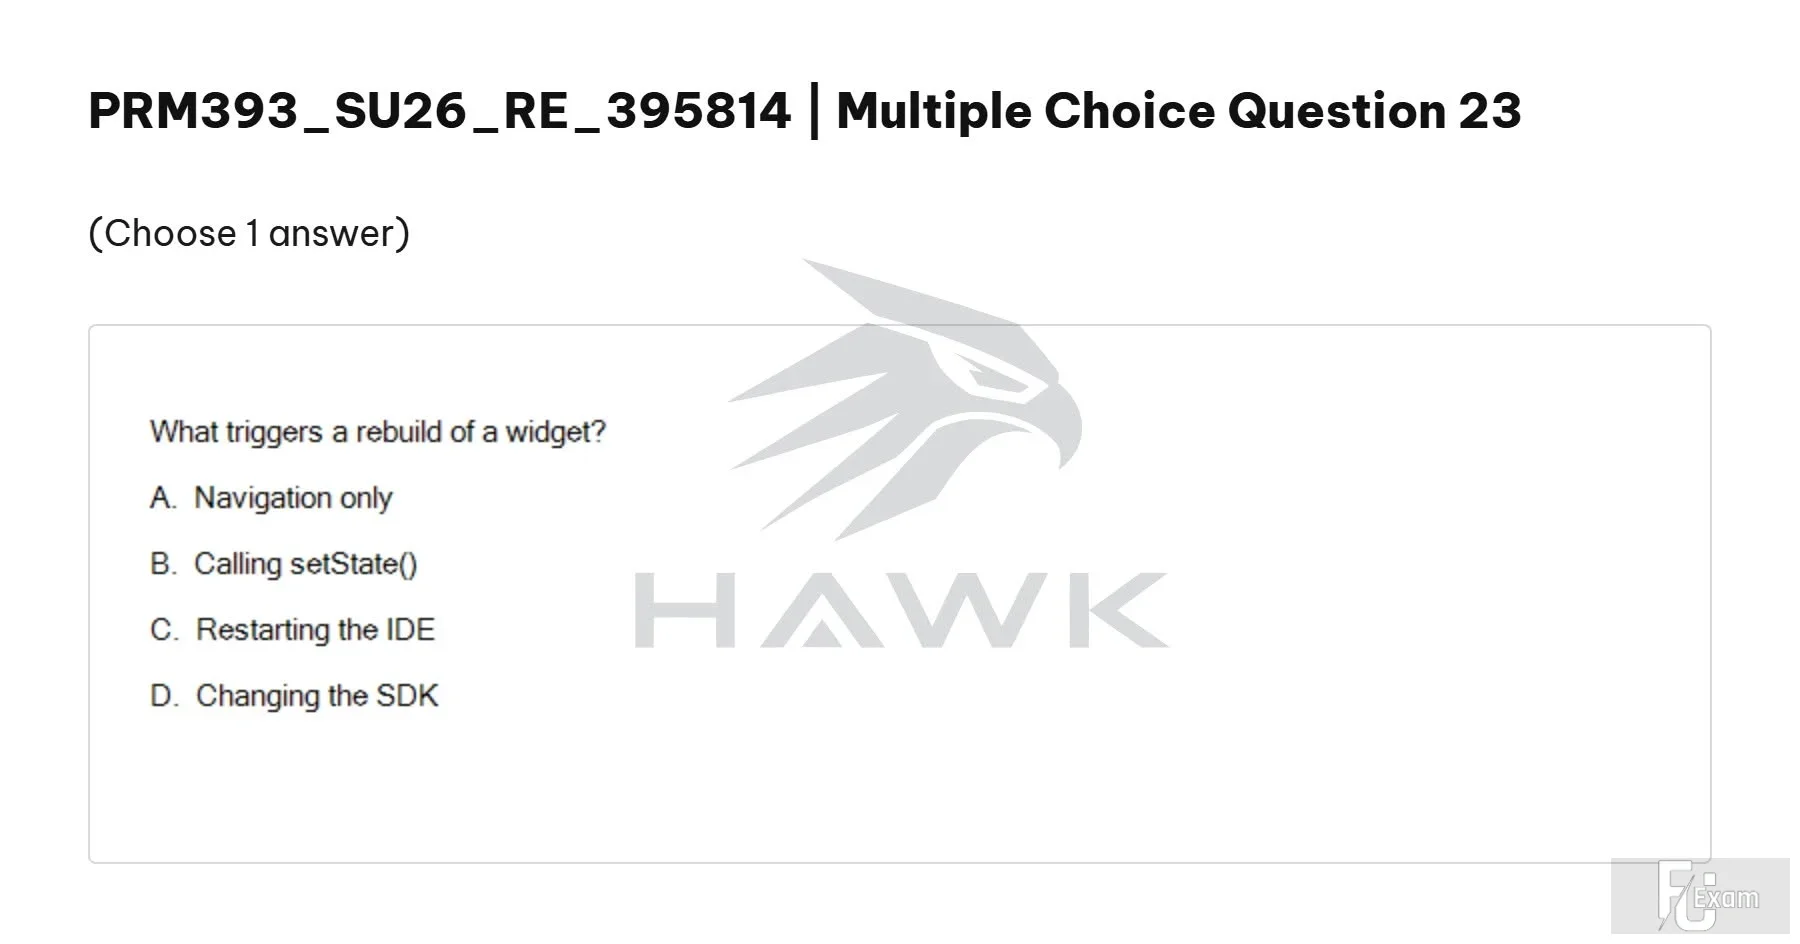 PRM393_SU26_RE_395814 | Multiple Choice Question 23
(Choose 1 answer)
What triggers a rebuild of a widget?
A. Navigation only
B. Calling setState()
C. Restarting the IDE
D. Changing the SDK
HAWK
FU Exam